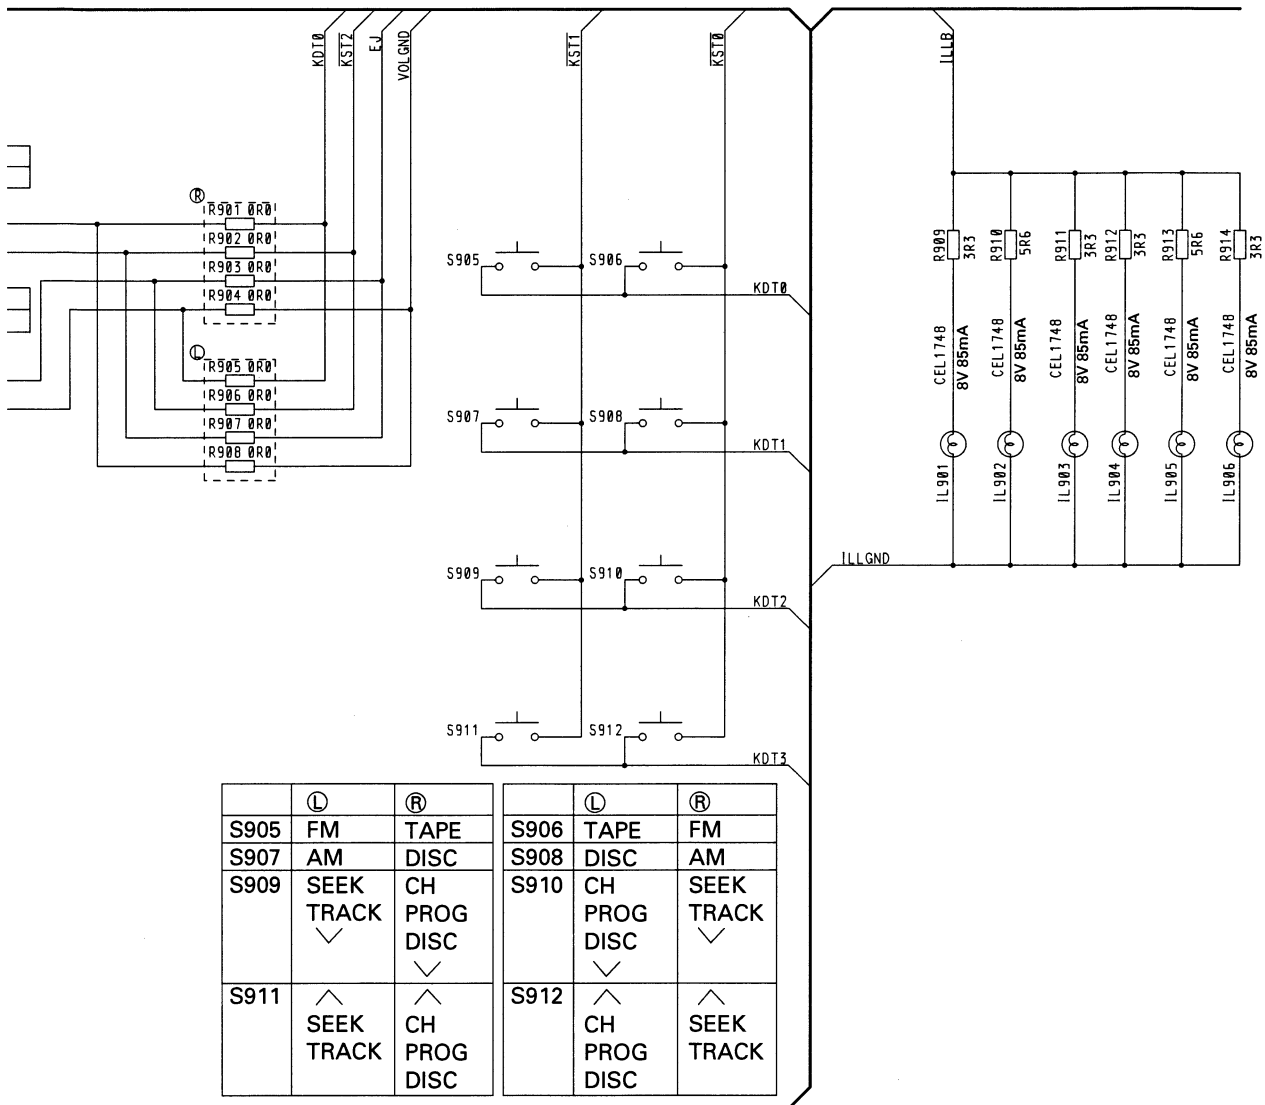 KDT0
KST2
EJ
VOLGND
KST1
KST0
ILLB
Ⓡ
R901 0R0
R902 0R0
R903 0R0
R904 0R0
Ⓛ
R905 0R0
R906 0R0
R907 0R0
R908 0R0
S905
S906
KDT0
S907
S908
KDT1
S909
S910
KDT2
S911
S912
KDT3
R909 3R3
R910 5R6
R911 3R3
R912 3R3
R913 5R6
R914 3R3
CEL1748
8V 85mA
CEL1748
8V 85mA
CEL1748
8V 85mA
CEL1748
8V 85mA
CEL1748
8V 85mA
CEL1748
8V 85mA
IL901
IL902
IL903
IL904
IL905
IL906
ILLGND
Ⓛ Ⓡ
S905 FM TAPE
S907 AM DISC
S909 SEEK CH
TRACK PROG
DISC
S911
SEEK CH
TRACK PROG
DISC
Ⓛ Ⓡ
S906 TAPE FM
S908 DISC AM
S910 CH SEEK
PROG TRACK
DISC
S912
CH SEEK
PROG TRACK
DISC